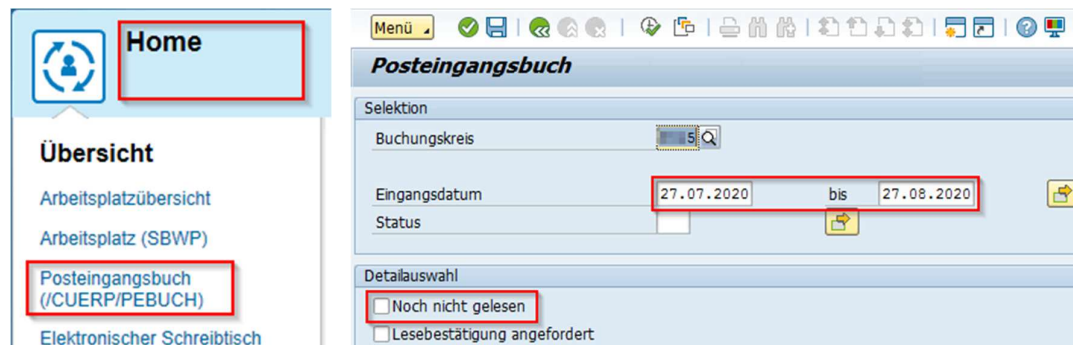 Home
Übersicht
Arbeitsplatzübersicht
Arbeitsplatz (SBWP)
Posteingangsbuch
(/CUERP/PEBUCH)
Elektronischer Schreibtisch
Menü
Posteingangsbuch
Selektion
Buchungskreis 5
Eingangsdatum 27.07.2020 bis 27.08.2020
Status
Detailauswahl
Noch nicht gelesen
Lesebestätigung angefordert